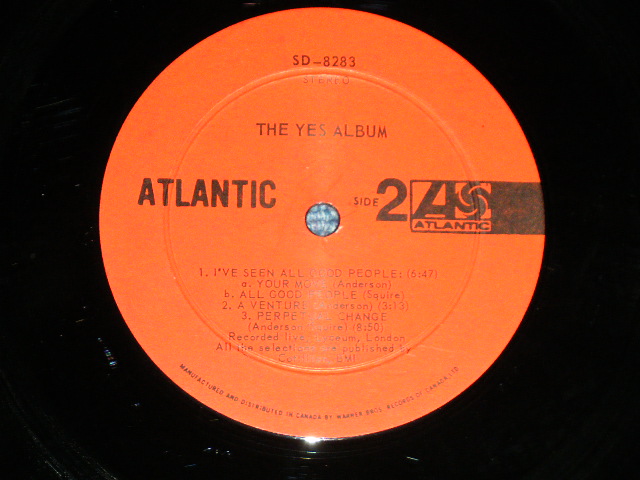 SD-8283
STEREO
THE YES ALBUM
ATLANTIC
SIDE 2
ATLANTIC
1. I'VE SEEN ALL GOOD PEOPLE: (6:47)
a. YOUR MOVE (Anderson)
b. ALL GOOD PEOPLE (Squire)
2. A VENTURE (Anderson) (3:13)
3. PERPETUAL CHANGE
(Anderson, Squire) (8:50)
Recorded live, Lyceum, London
All the selections are published by
BMI
MANUFACTURED AND DISTRIBUTED IN CANADA BY WARNER BROS. RECORDS OF CANADA LTD